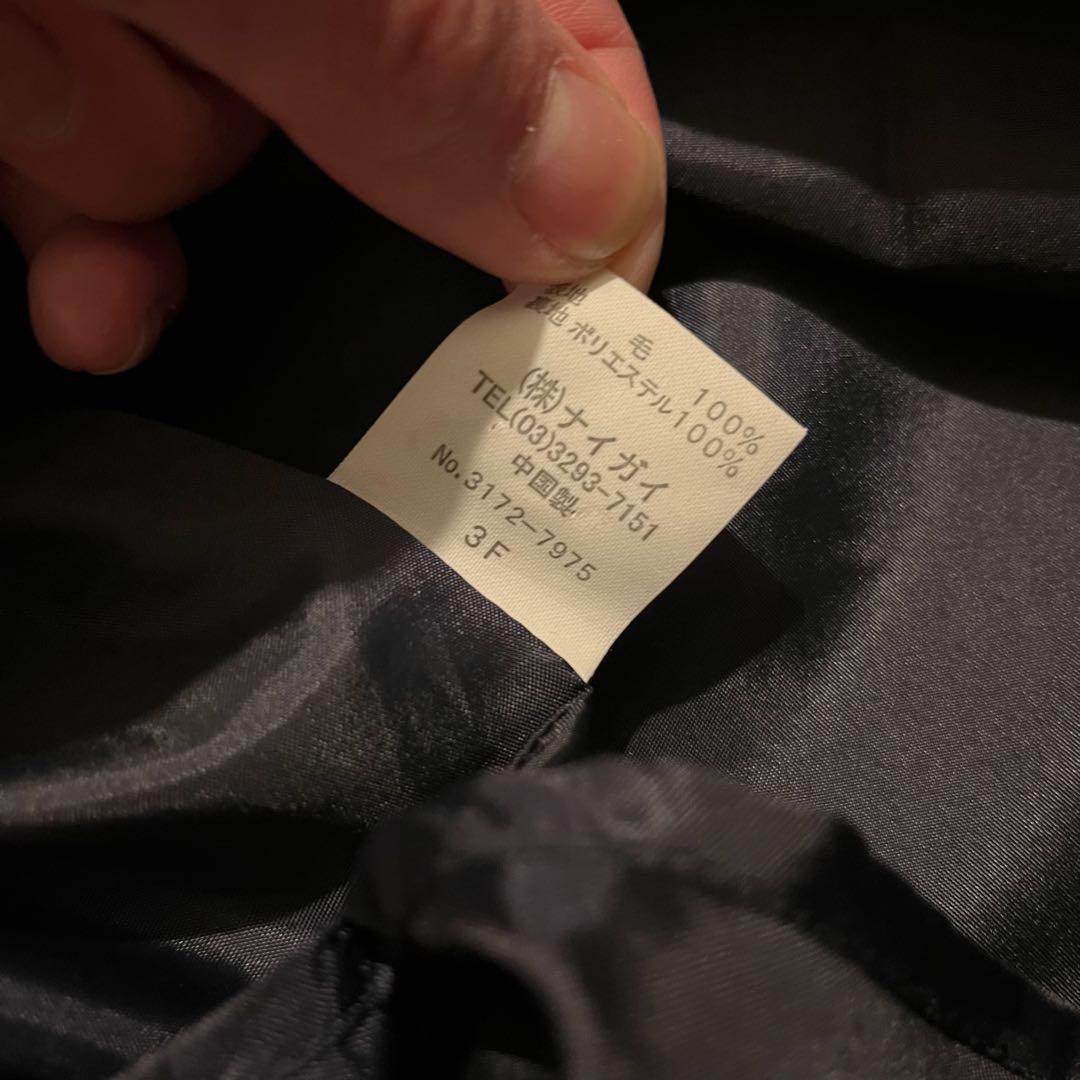 表地 毛 100%
裏地 ポリエステル100%
(株)ナイガイ
TEL(03)3293-7151
中国製
No.3172-7975
3F